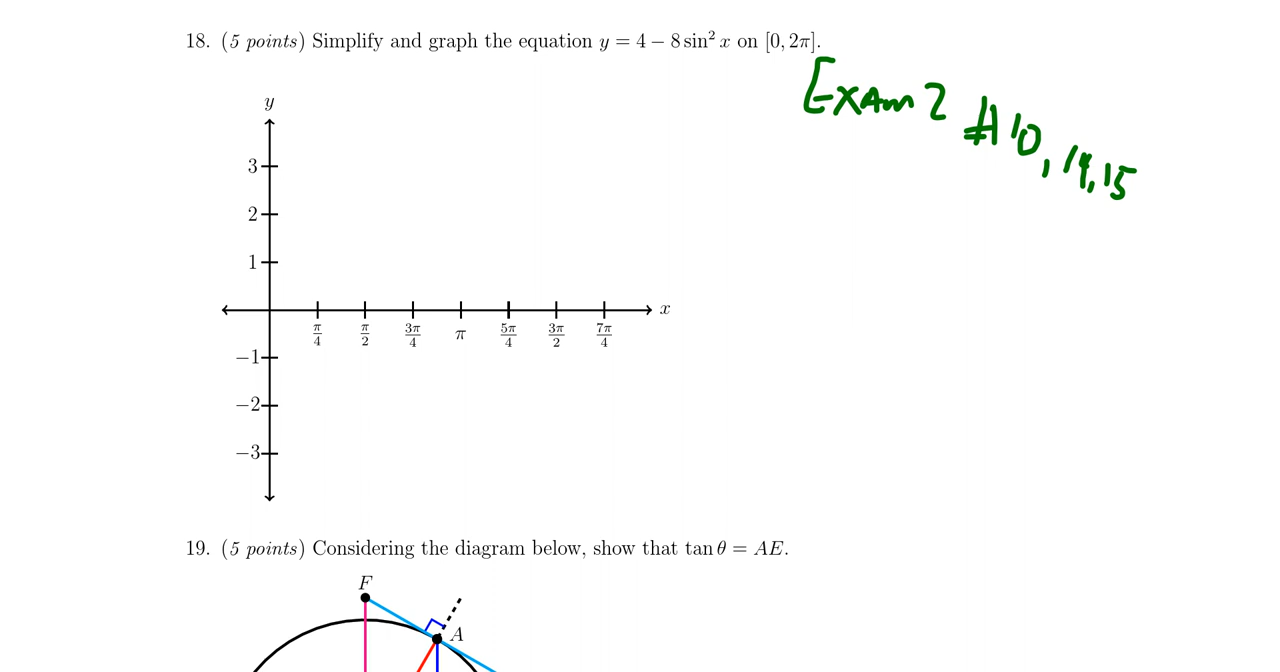 18. (5 points) Simplify and graph the equation y = 4 − 8 sin² x on [0, 2π].
Exam 2 #10, 14, 15
y
3
2
1
x
π/4 π/2 3π/4 π 5π/4 3π/2 7π/4
−1
−2
−3
19. (5 points) Considering the diagram below, show that tan θ = AE.
F
A